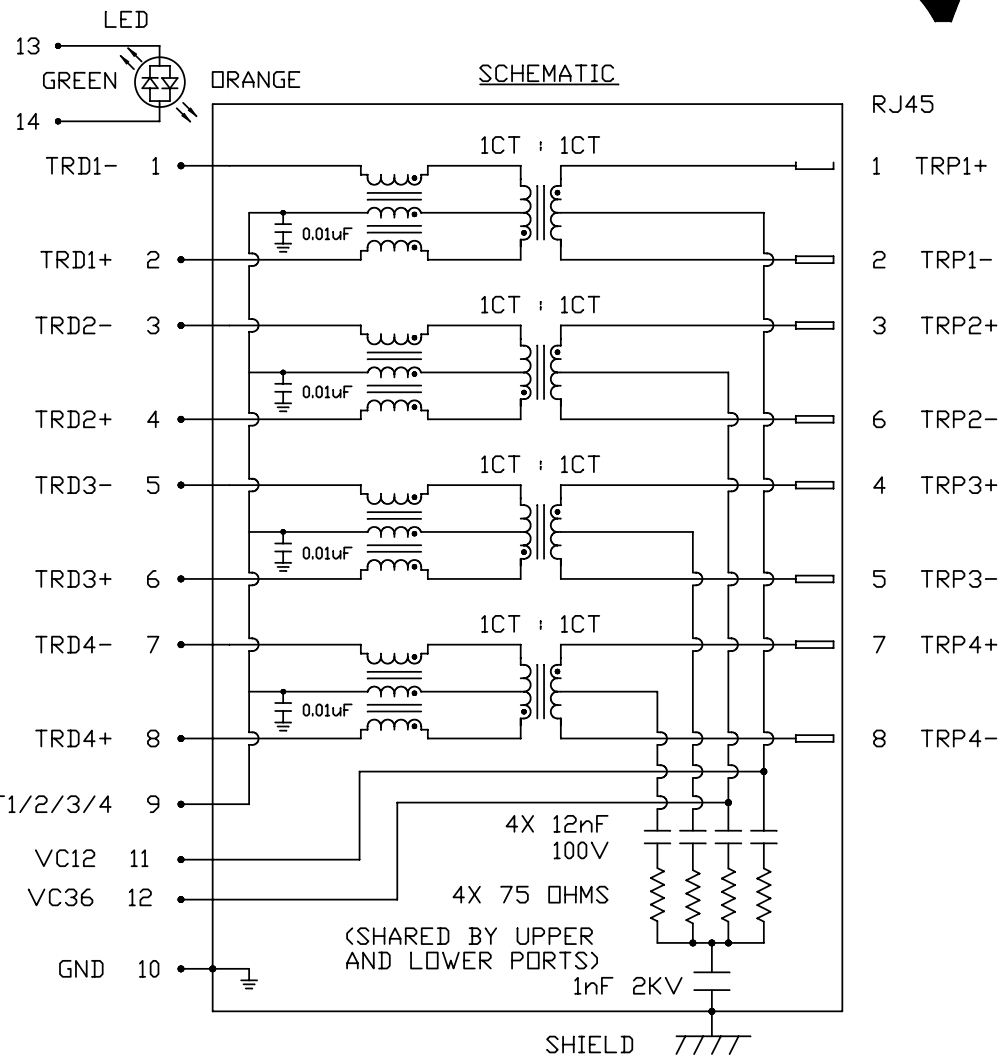 LED
13
GREEN
ORANGE
SCHEMATIC
RJ45
14
1CT : 1CT
TRD1- 1
1 TRP1+
0.01uF
TRD1+ 2
2 TRP1-
1CT : 1CT
TRD2- 3
3 TRP2+
0.01uF
TRD2+ 4
6 TRP2-
1CT : 1CT
TRD3- 5
4 TRP3+
0.01uF
TRD3+ 6
5 TRP3-
1CT : 1CT
TRD4- 7
7 TRP4+
0.01uF
TRD4+ 8
8 TRP4-
T1/2/3/4 9
4X 12nF
100V
VC12 11
4X 75 OHMS
VC36 12
(SHARED BY UPPER
AND LOWER PORTS)
GND 10
1nF 2KV
SHIELD